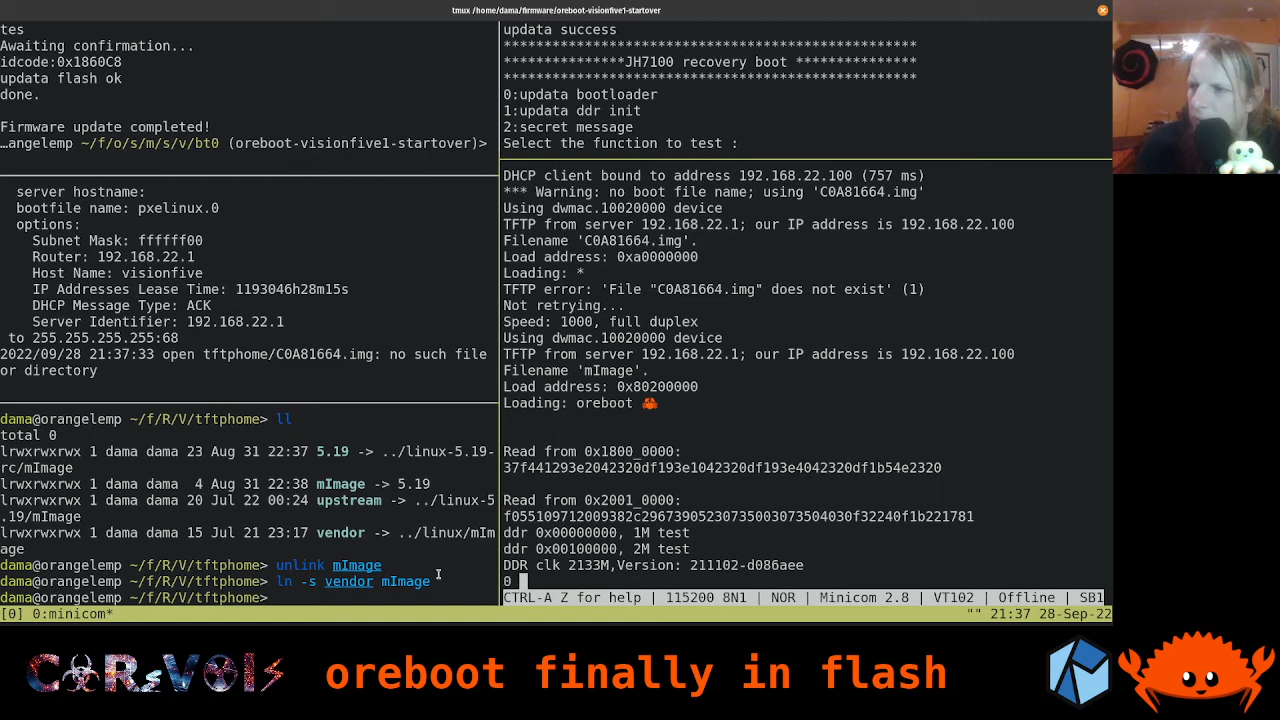 tmux /home/dama/firmware/oreboot-visionfive1-startover
tes
Awaiting confirmation...
idcode:0x1860C8
updata flash ok
done.
Firmware update completed!
…angelemp ~/f/o/s/m/s/v/bt0 (oreboot-visionfive1-startover)>
server hostname:
bootfile name: pxelinux.0
options:
Subnet Mask: ffffff00
Router: 192.168.22.1
Host Name: visionfive
IP Addresses Lease Time: 1193046h28m15s
DHCP Message Type: ACK
Server Identifier: 192.168.22.1
to 255.255.255.255:68
2022/09/28 21:37:33 open tftphome/C0A81664.img: no such file
or directory
dama@orangelemp ~/f/R/V/tftphome> ll
total 0
lrwxrwxrwx 1 dama dama 23 Aug 31 22:37 5.19 -> ../linux-5.19-
rc/mImage
lrwxrwxrwx 1 dama dama  4 Aug 31 22:38 mImage -> 5.19
lrwxrwxrwx 1 dama dama 20 Jul 22 00:24 upstream -> ../linux-5
.19/mImage
lrwxrwxrwx 1 dama dama 15 Jul 21 23:17 vendor -> ../linux/mIm
age
dama@orangelemp ~/f/R/V/tftphome> unlink mImage
dama@orangelemp ~/f/R/V/tftphome> ln -s vendor mImage
dama@orangelemp ~/f/R/V/tftphome>
updata success
***************************************************
***************JH7100 recovery boot ***************
***************************************************
0:updata bootloader
1:updata ddr init
2:secret message
Select the function to test :
DHCP client bound to address 192.168.22.100 (757 ms)
*** Warning: no boot file name; using 'C0A81664.img'
Using dwmac.10020000 device
TFTP from server 192.168.22.1; our IP address is 192.168.22.100
Filename 'C0A81664.img'.
Load address: 0xa0000000
Loading: *
TFTP error: 'File "C0A81664.img" does not exist' (1)
Not retrying...
Speed: 1000, full duplex
Using dwmac.10020000 device
TFTP from server 192.168.22.1; our IP address is 192.168.22.100
Filename 'mImage'.
Load address: 0x80200000
Loading: oreboot 🦀
Read from 0x1800_0000:
37f441293e2042320df193e1042320df193e4042320df1b54e2320
Read from 0x2001_0000:
f055109712009382c29673905230735003073504030f32240f1b221781
ddr 0x00000000, 1M test
ddr 0x00100000, 2M test
DDR clk 2133M,Version: 211102-d086aee
0
CTRL-A Z for help | 115200 8N1 | NOR | Minicom 2.8 | VT102 | Offline | SB1
[0] 0:minicom* "" 21:37 28-Sep-22
oreboot finally in flash